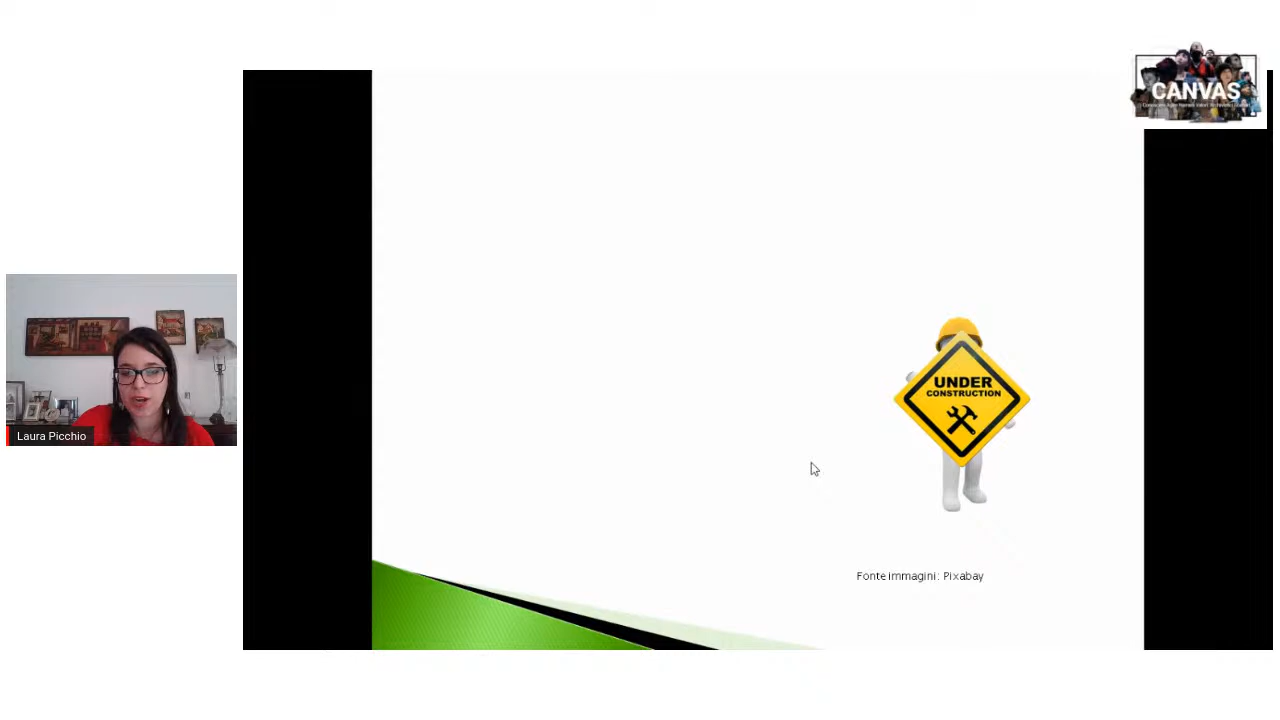 CANVAS
Laura Picchio
UNDER
CONSTRUCTION
Fonte immagini: Pixabay